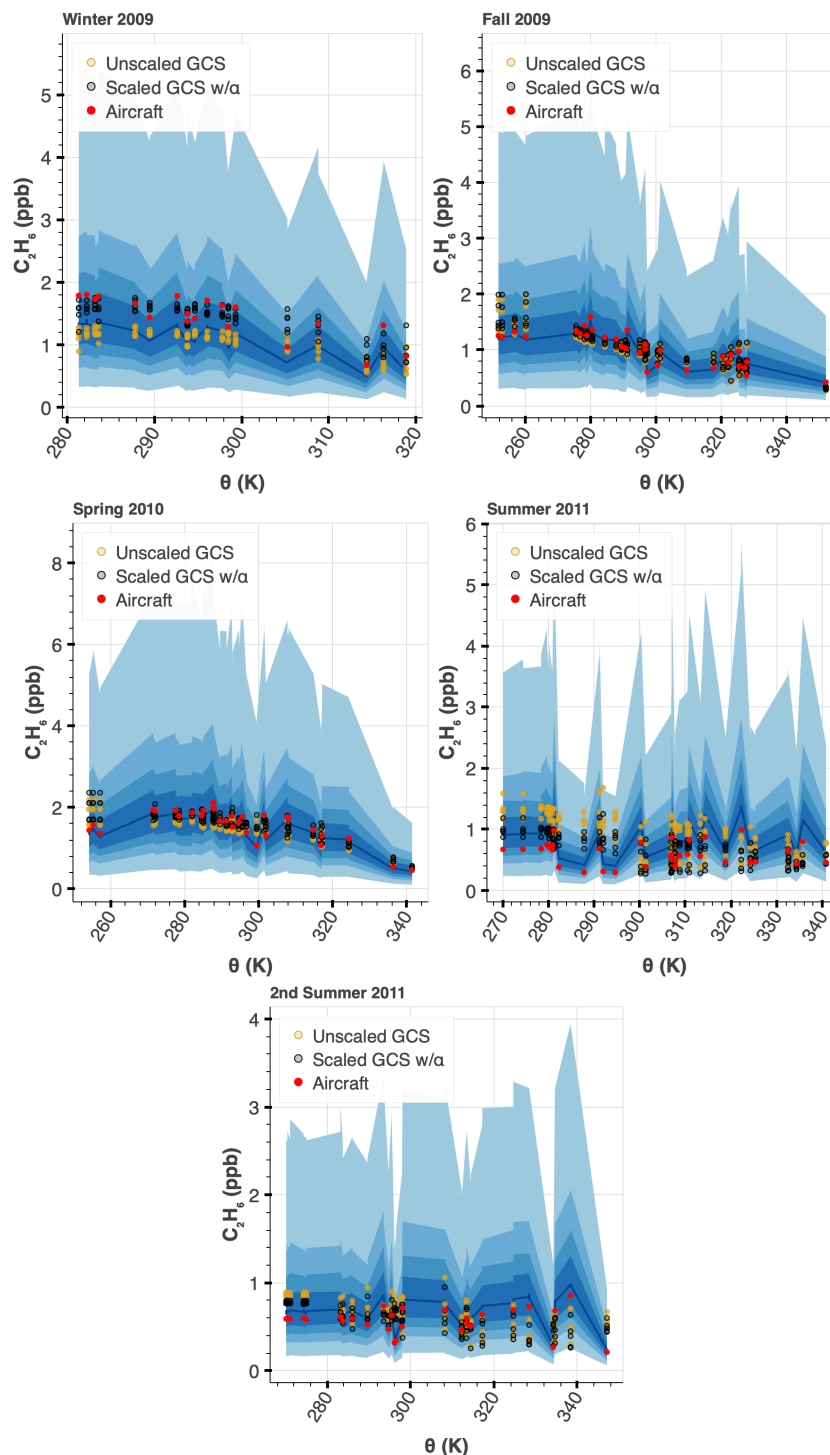 Winter 2009
Unscaled GCS
Scaled GCS w/α
Aircraft
C₂H₆ (ppb)
5
4
3
2
1
0
280
290
300
310
320
θ (K)
Fall 2009
Unscaled GCS
Scaled GCS w/α
Aircraft
C₂H₆ (ppb)
6
5
4
3
2
1
0
260
280
300
320
340
θ (K)
Spring 2010
Unscaled GCS
Scaled GCS w/α
Aircraft
C₂H₆ (ppb)
8
6
4
2
0
260
280
300
320
340
θ (K)
Summer 2011
Unscaled GCS
Scaled GCS w/α
Aircraft
C₂H₆ (ppb)
6
5
4
3
2
1
0
270
280
290
300
310
320
330
340
θ (K)
2nd Summer 2011
Unscaled GCS
Scaled GCS w/α
Aircraft
C₂H₆ (ppb)
4
3
2
1
0
280
300
320
340
θ (K)